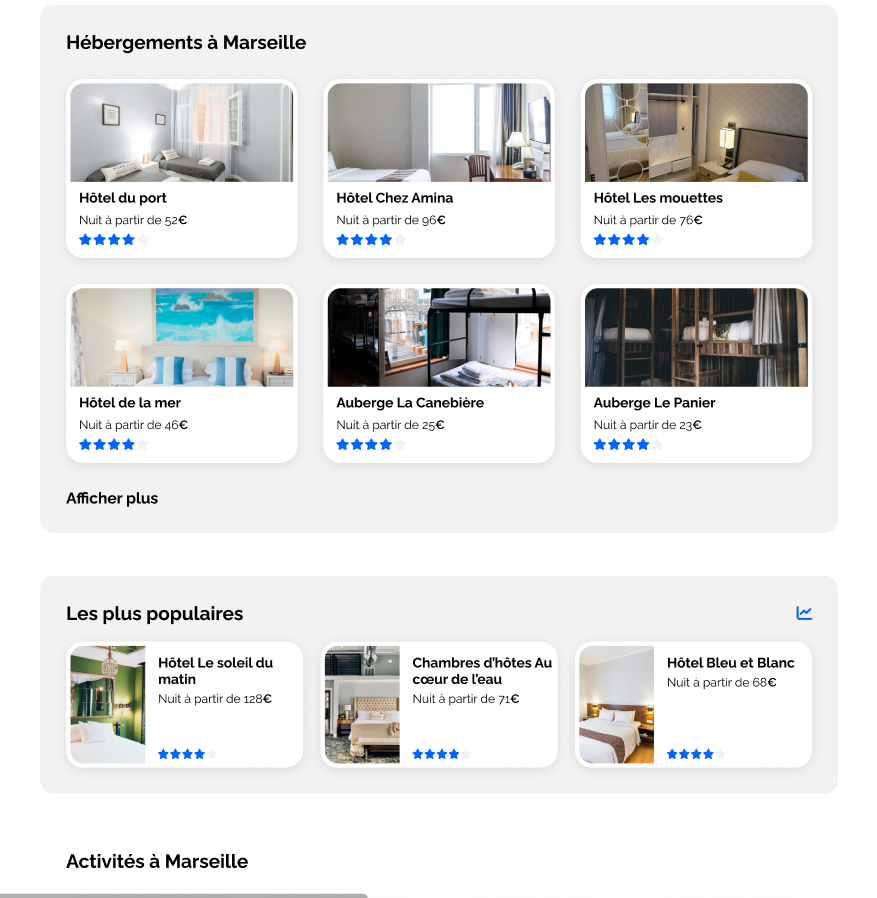 Hébergements à Marseille
Hôtel du port
Nuit à partir de 52€
Hôtel Chez Amina
Nuit à partir de 96€
Hôtel Les mouettes
Nuit à partir de 76€
Hôtel de la mer
Nuit à partir de 46€
Auberge La Canebière
Nuit à partir de 25€
Auberge Le Panier
Nuit à partir de 23€
Afficher plus
Les plus populaires
Hôtel Le soleil du
matin
Nuit à partir de 128€
Chambres d’hôtes Au
cœur de l’eau
Nuit à partir de 71€
Hôtel Bleu et Blanc
Nuit à partir de 68€
Activités à Marseille